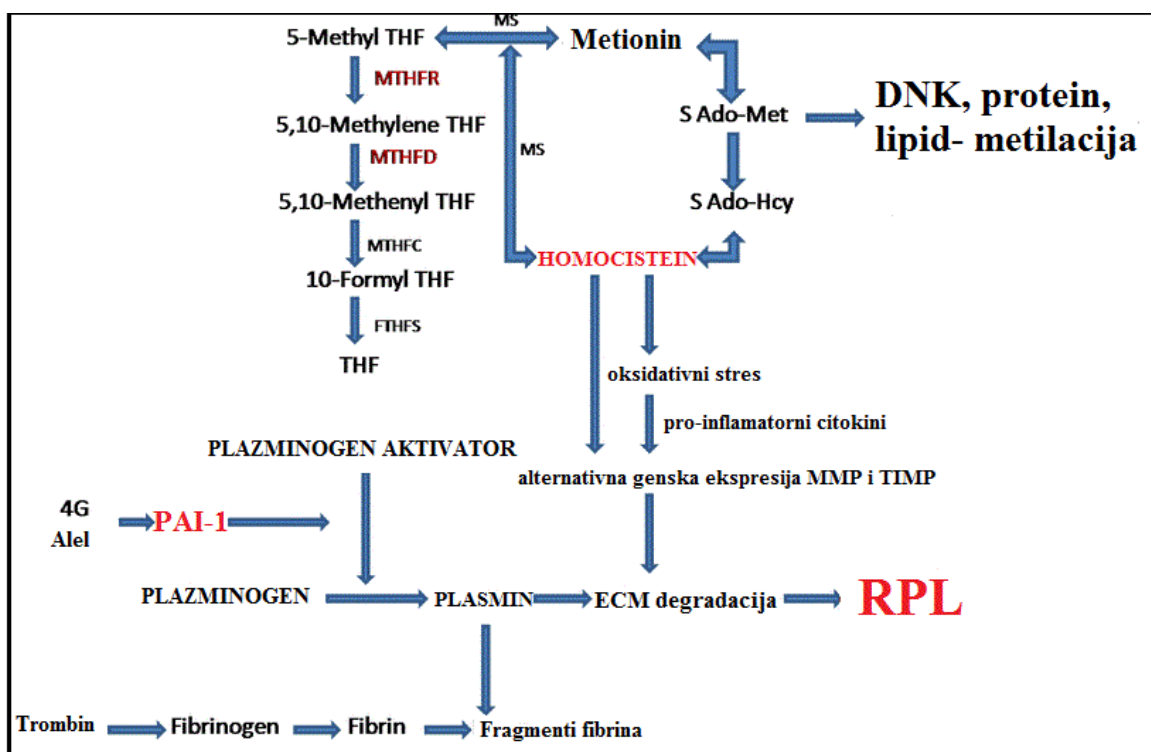 MS
5-Methyl THF
Metionin
MTHFR
DNK, protein,
lipid- metilacija
S Ado-Met
5,10-Methylene THF
MTHFD
MS
5,10-Methenyl THF
S Ado-Hcy
MTHFC
HOMOCISTEIN
10-Formyl THF
FTHFS
THF
oksidativni stres
pro-inflamatorni citokini
PLAZMINOGEN AKTIVATOR
alternativna genska ekspresija MMP i TIMP
4G
Alel
PAI-1
PLAZMINOGEN
PLASMIN
ECM degradacija
RPL
Trombin
Fibrinogen
Fibrin
Fragmenti fibrina